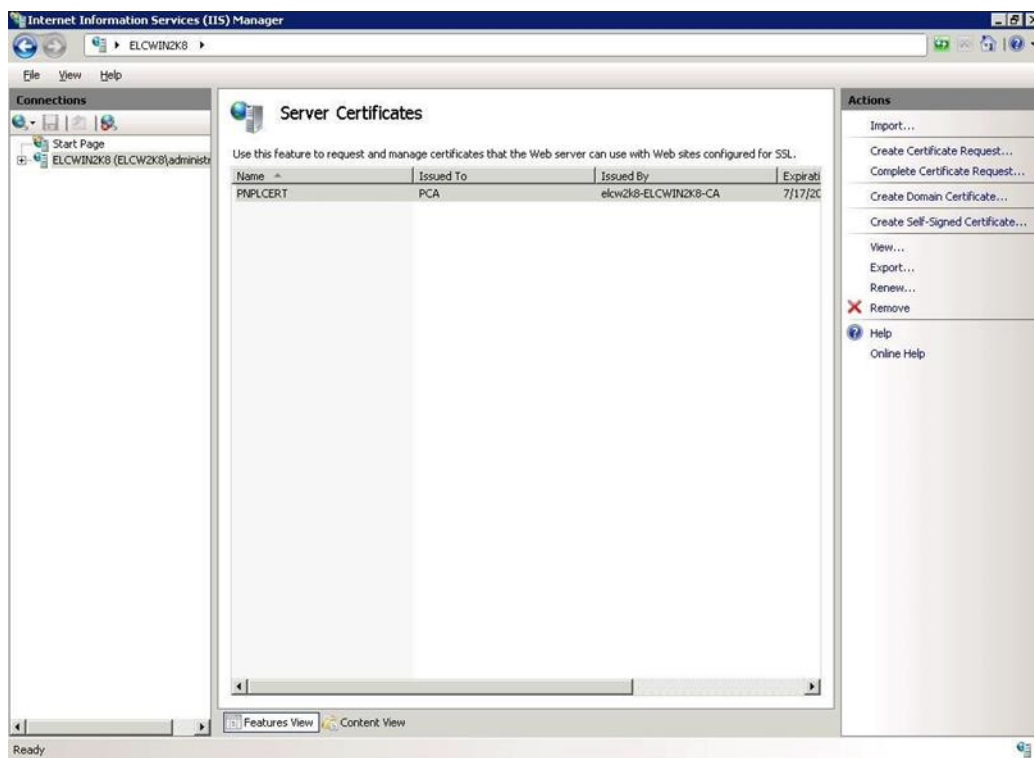 Internet Information Services (IIS) Manager
ELCWIN2K8
File View Help
Connections
Start Page
ELCWIN2K8 (ELCW2K8\administr
Server Certificates
Use this feature to request and manage certificates that the Web server can use with Web sites configured for SSL.
Name Issued To Issued By Expirati
PNPLCERT PCA elcw2k8-ELCWIN2K8-CA 7/17/20
Features View Content View
Actions
Import...
Create Certificate Request...
Complete Certificate Request...
Create Domain Certificate...
Create Self-Signed Certificate...
View...
Export...
Renew...
Remove
Help
Online Help
Ready